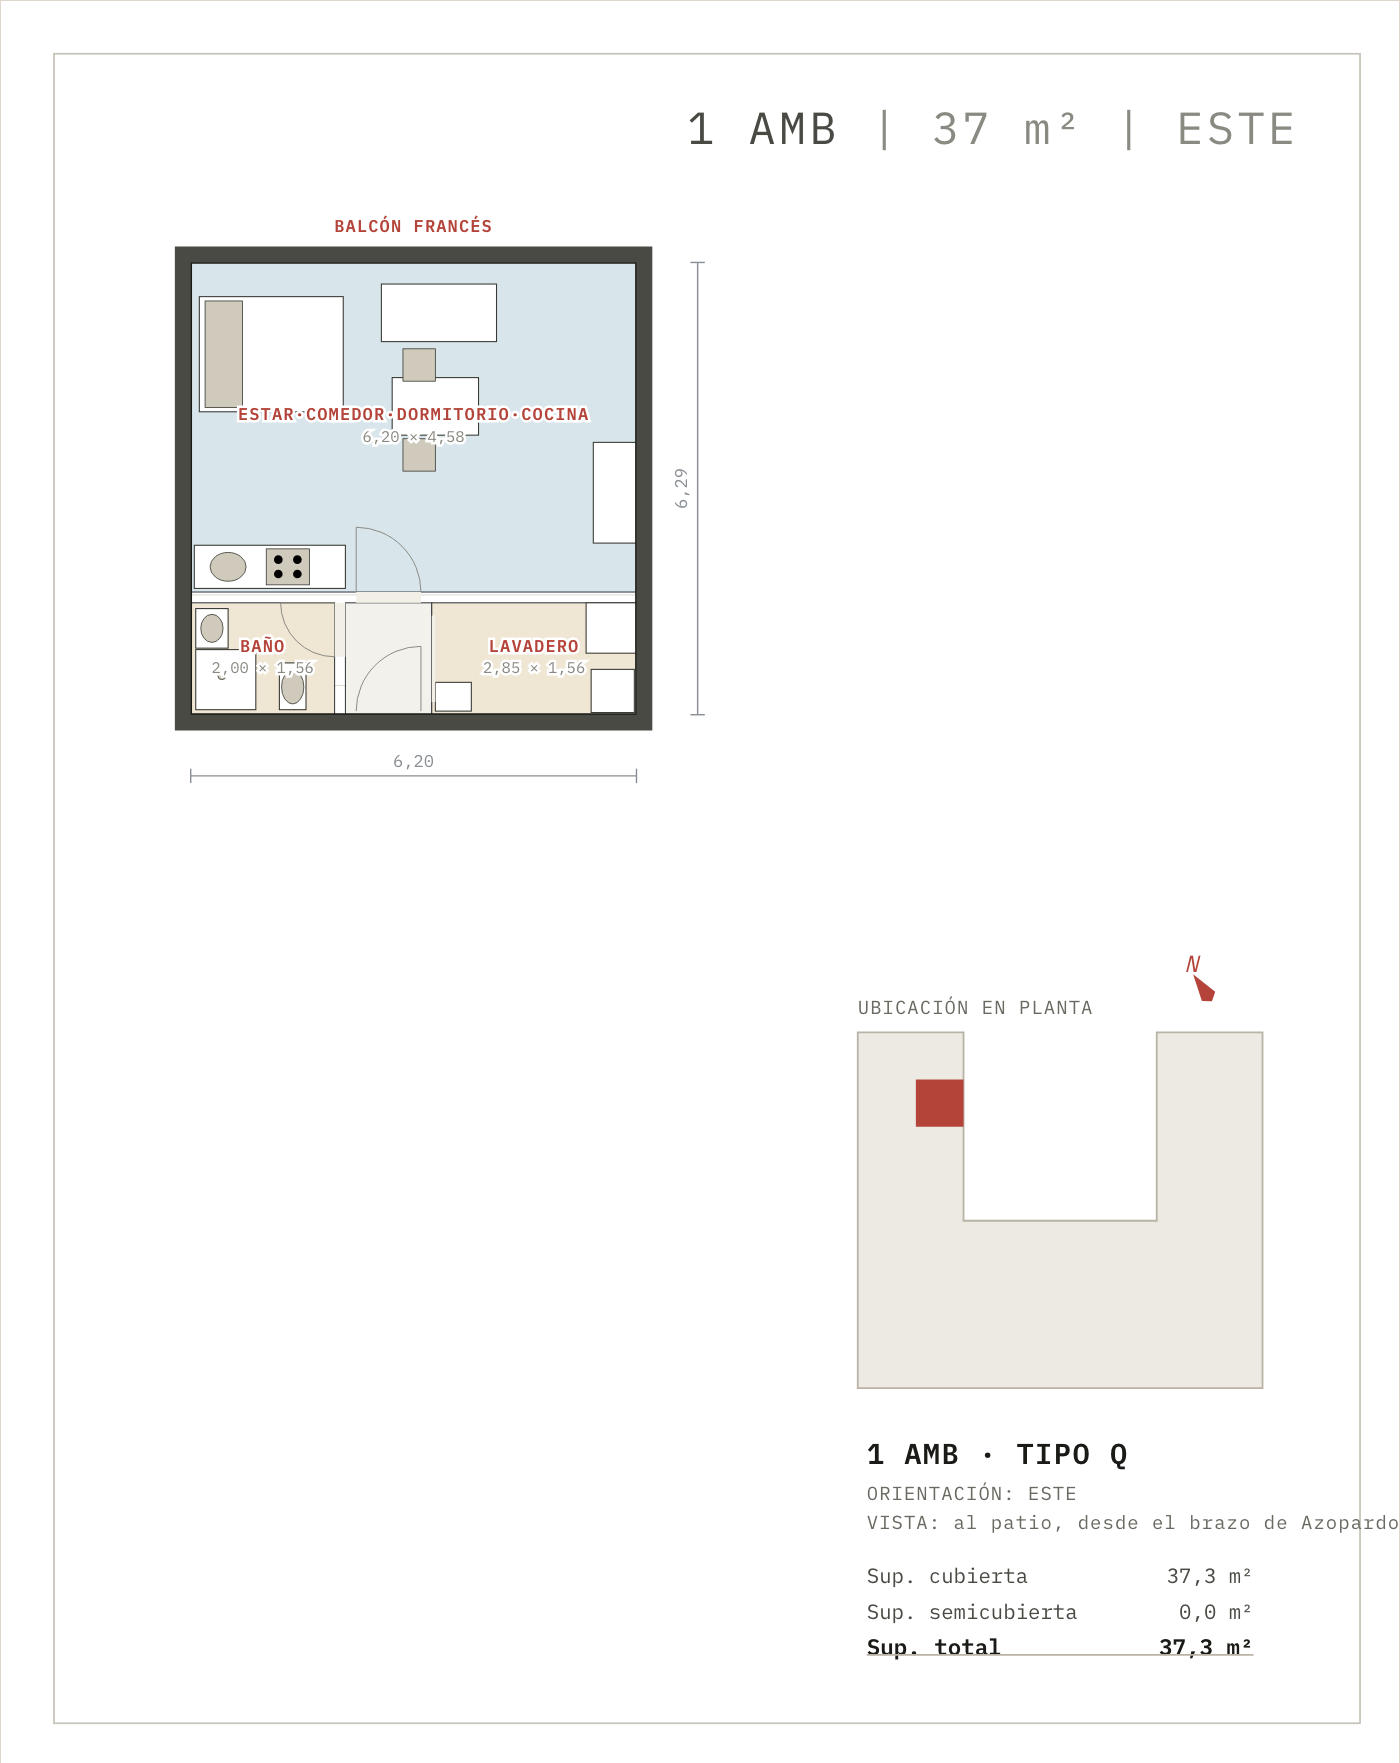 1 AMB | 37 m² | ESTE
BALCÓN FRANCÉS
ESTAR·COMEDOR·DORMITORIO·COCINA
6,20 × 4,58
6,29
BAÑO
2,00 × 1,56
LAVADERO
2,85 × 1,56
6,20
N
UBICACIÓN EN PLANTA
1 AMB · TIPO Q
ORIENTACIÓN: ESTE
VISTA: al patio, desde el brazo de Azopardo
Sup. cubierta 37,3 m²
Sup. semicubierta 0,0 m²
Sup. total 37,3 m²